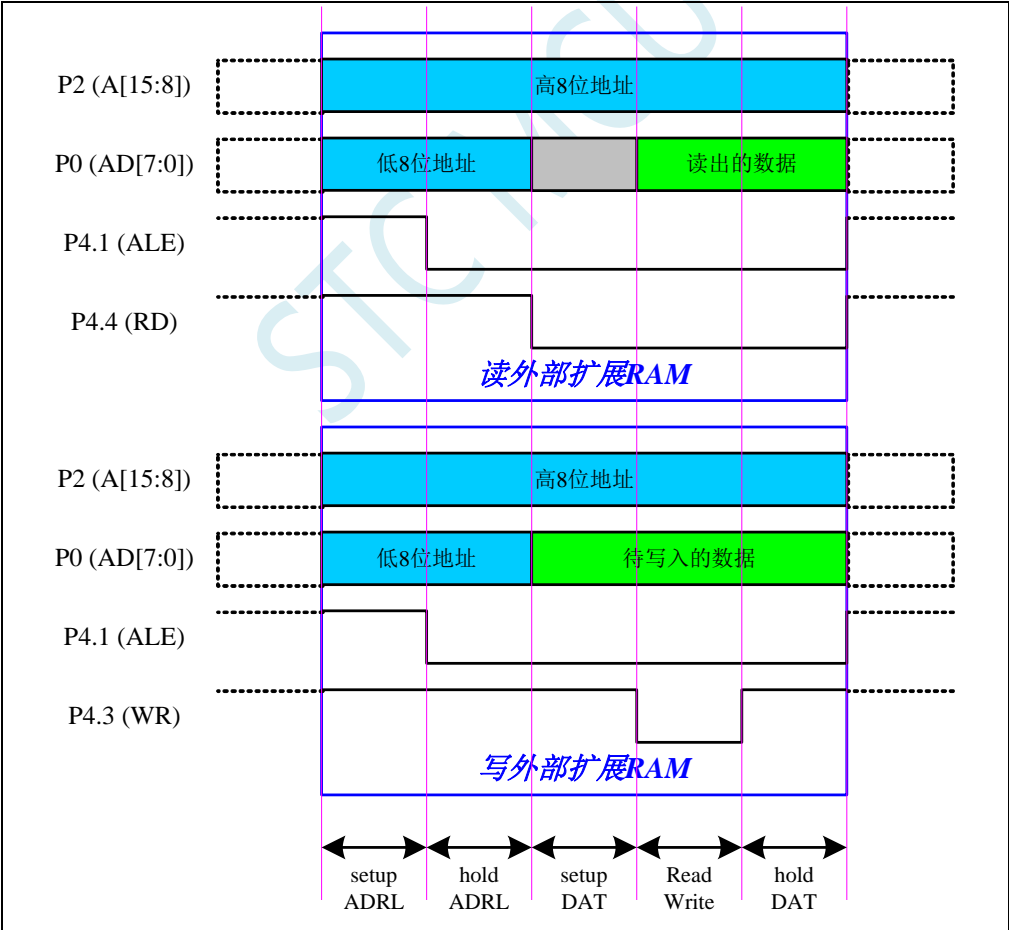 P2 (A[15:8])
高8位地址
P0 (AD[7:0])
低8位地址
读出的数据
P4.1 (ALE)
P4.4 (RD)
读外部扩展RAM
P2 (A[15:8])
高8位地址
P0 (AD[7:0])
低8位地址
待写入的数据
P4.1 (ALE)
P4.3 (WR)
写外部扩展RAM
setup
ADRL
hold
ADRL
setup
DAT
Read
Write
hold
DAT
STC MCU